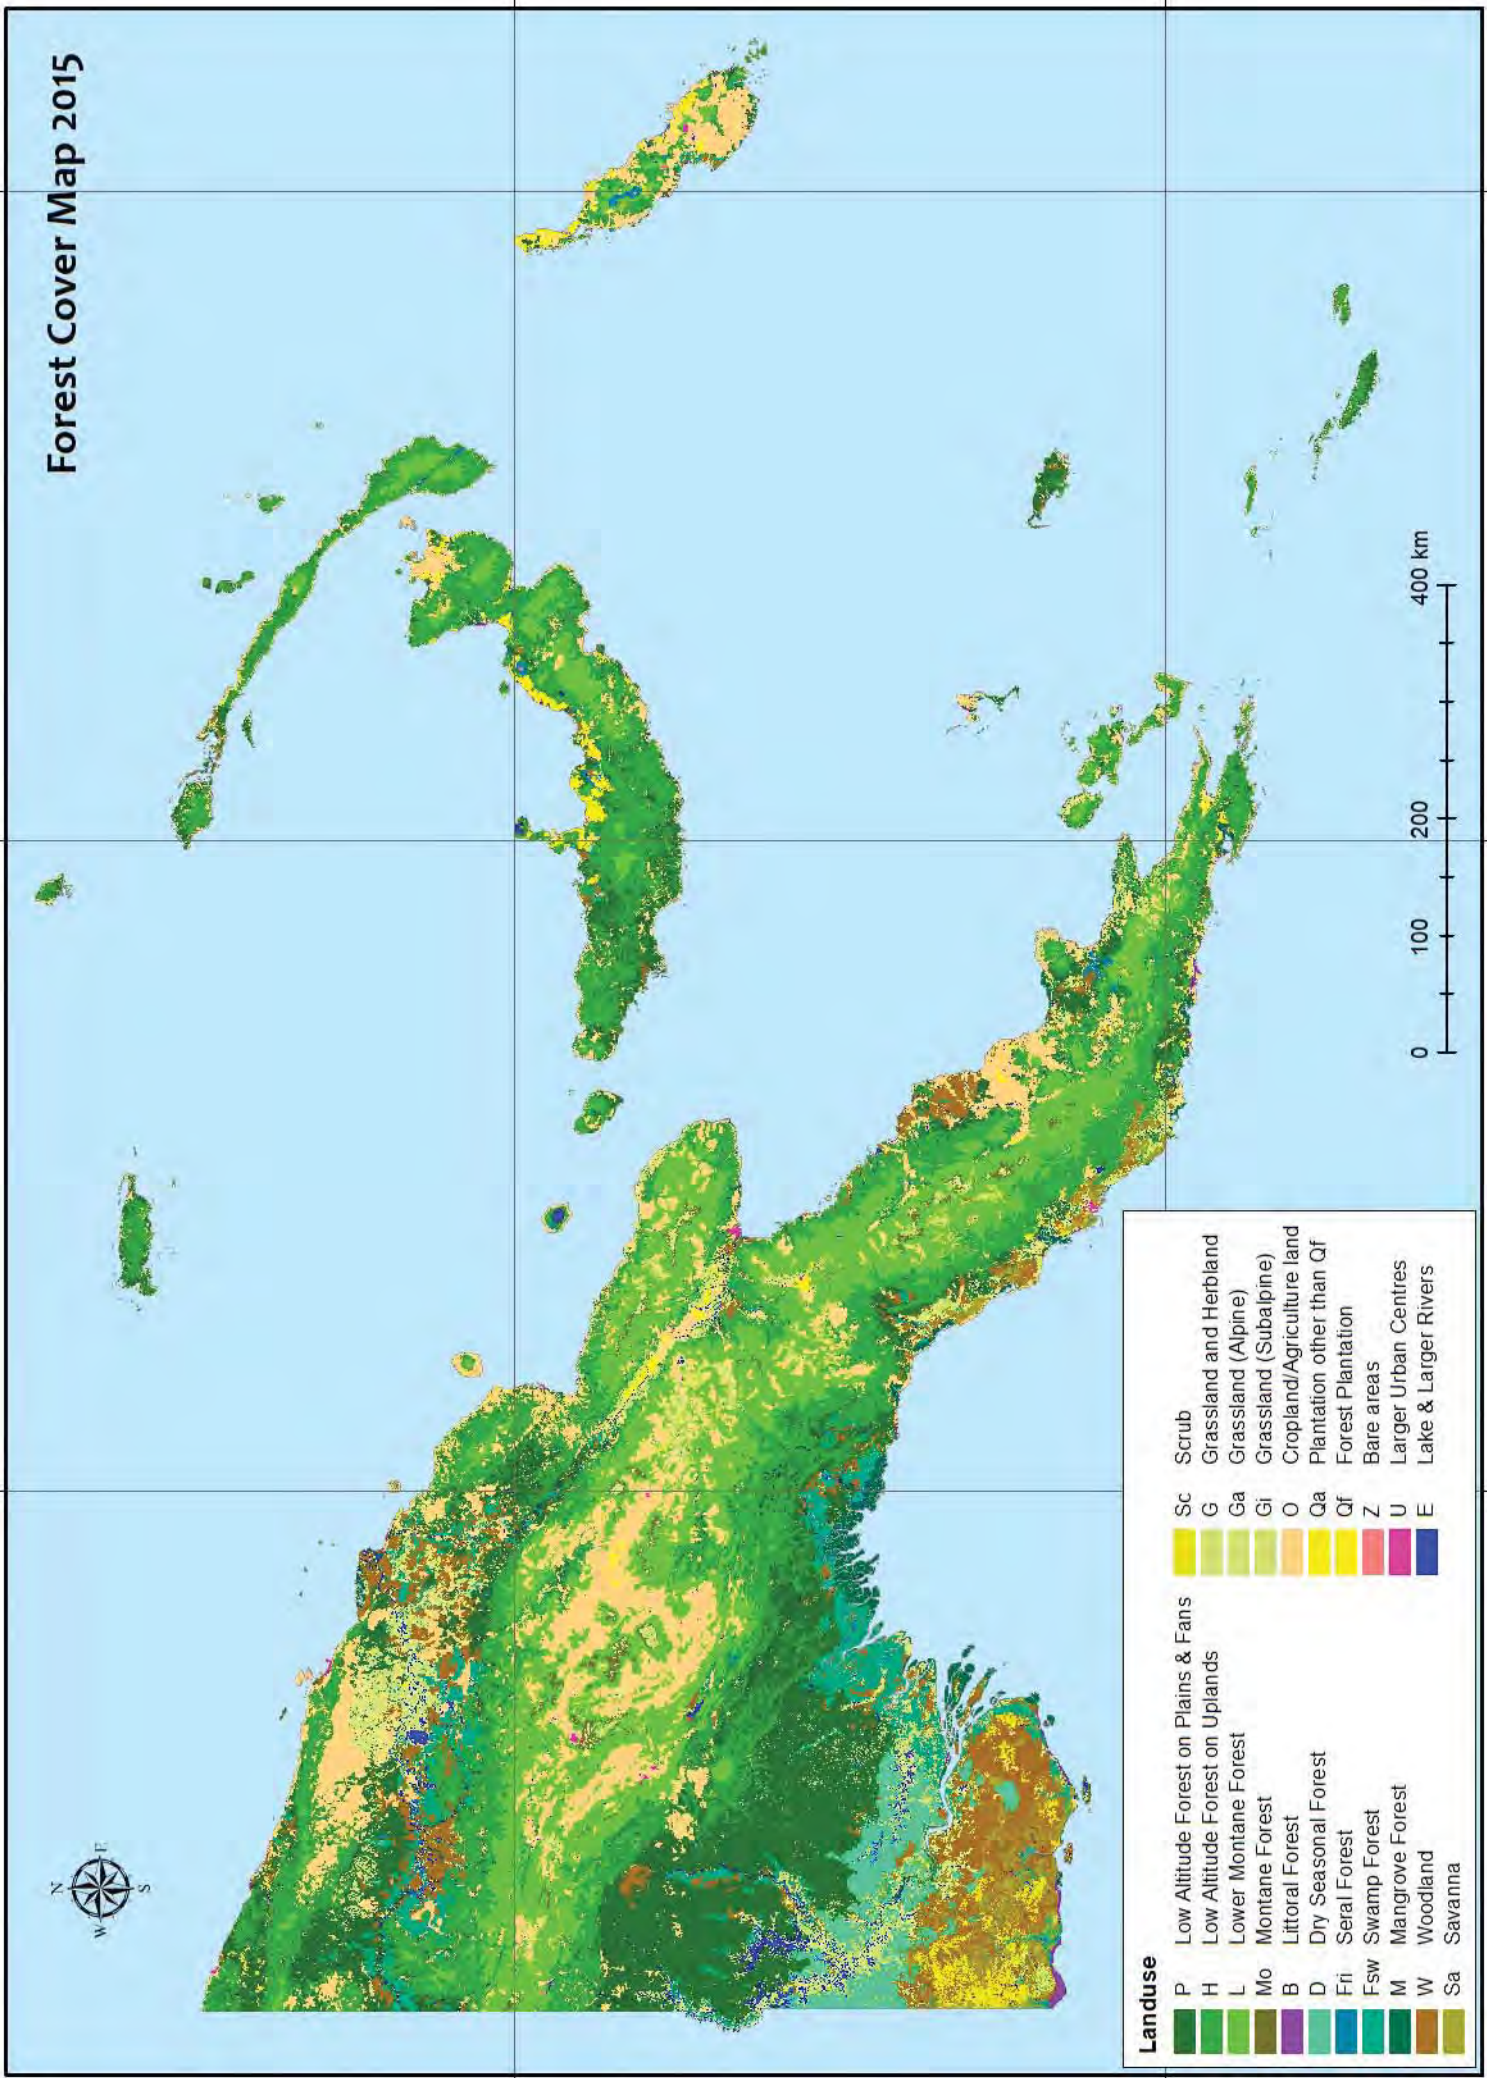 Forest Cover Map 2015
N
W E
S
0 100 200 400 km
Landuse
P Low Altitude Forest on Plains & Fans
H Low Altitude Forest on Uplands
L Lower Montane Forest
Mo Montane Forest
B Littoral Forest
D Dry Seasonal Forest
Fri Seral Forest
Fsw Swamp Forest
M Mangrove Forest
W Woodland
Sa Savanna
Sc Scrub
G Grassland and Herbland
Ga Grassland (Alpine)
Gi Grassland (Subalpine)
O Cropland/Agriculture land
Qa Plantation other than Qf
Qf Forest Plantation
Z Bare areas
U Larger Urban Centres
E Lake & Larger Rivers